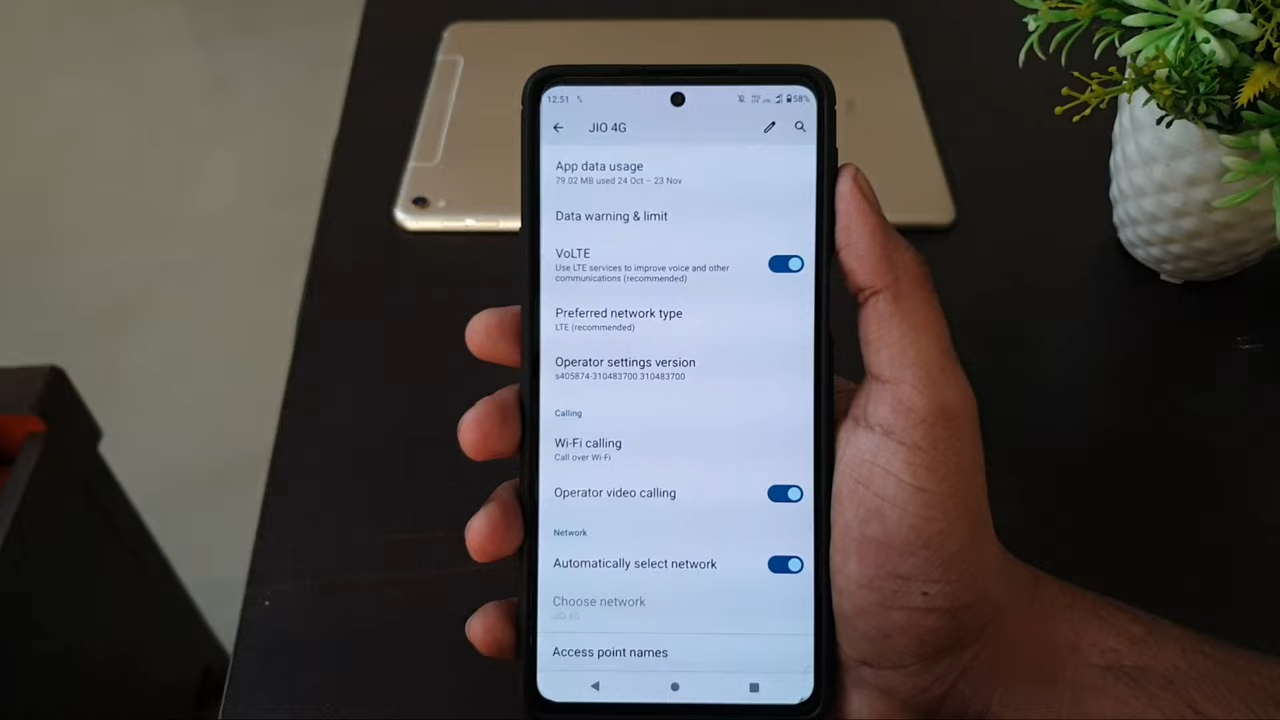 12.51
58%
JIO 4G
App data usage
79.02 MB used 24 Oct – 23 Nov
Data warning & limit
VoLTE
Use LTE services to improve voice and other
communications (recommended)
Preferred network type
LTE (recommended)
Operator settings version
s405874-310483700.310483700
Calling
Wi-Fi calling
Call over Wi-Fi
Operator video calling
Network
Automatically select network
Choose network
Access point names